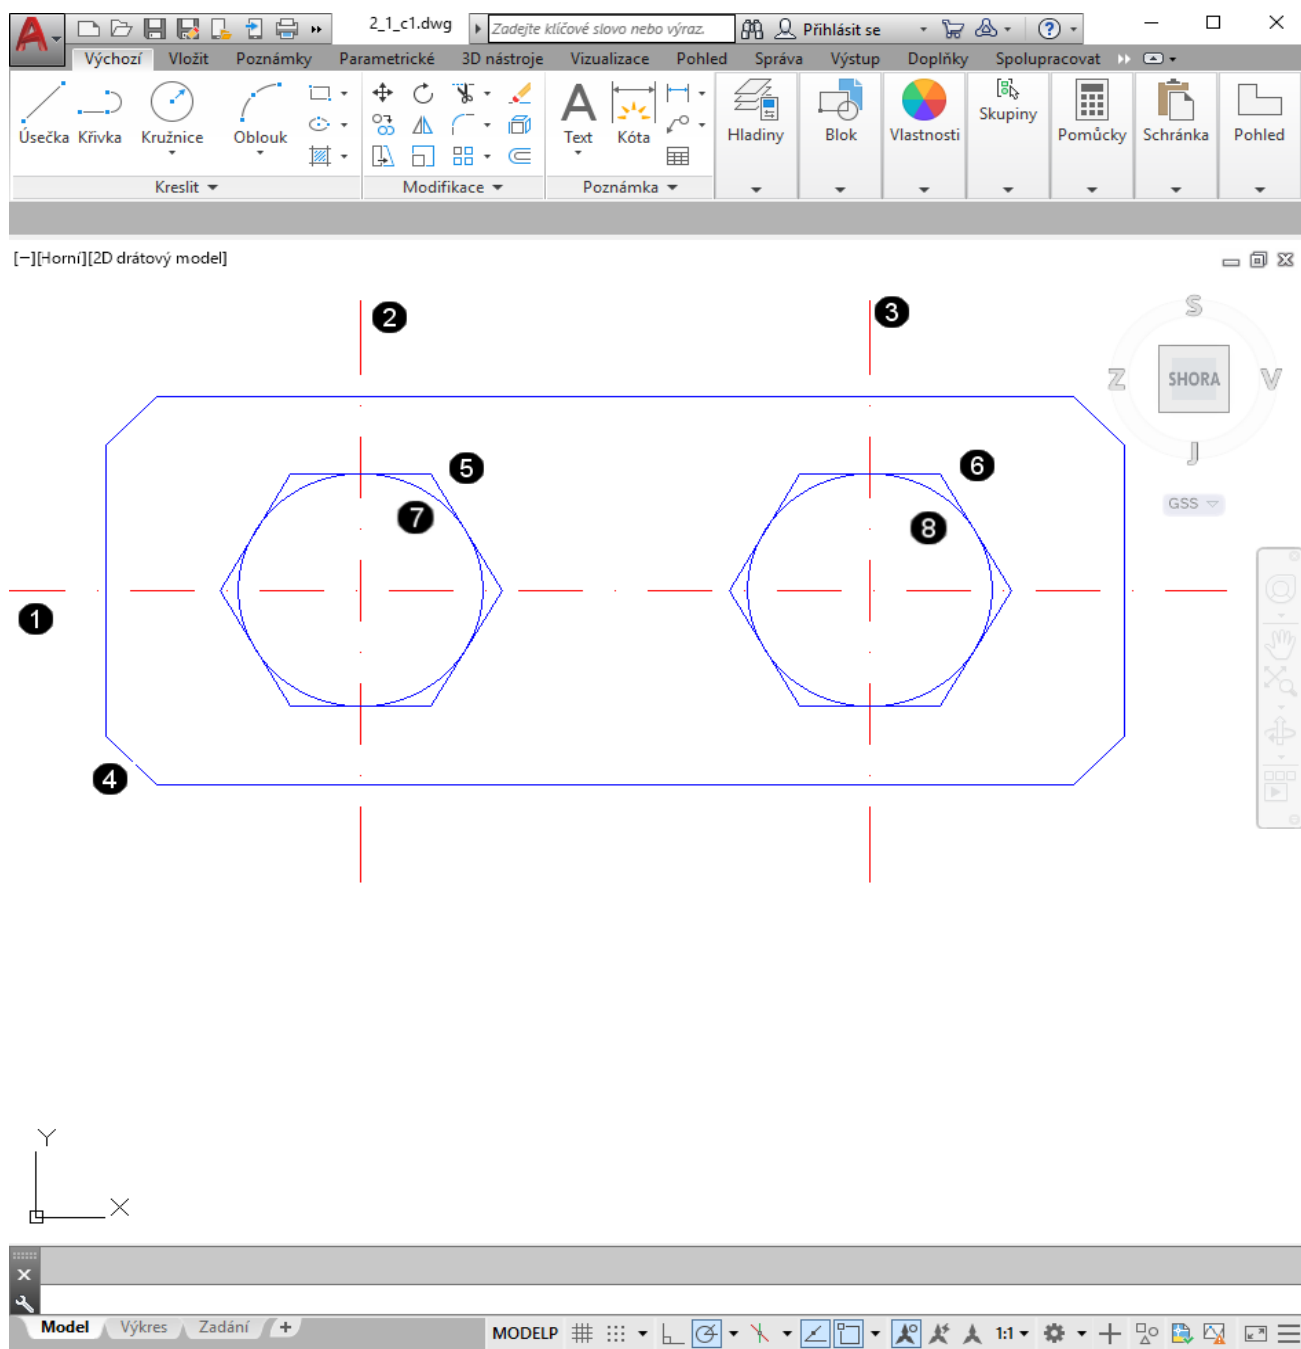 2_1_c1.dwg Zadejte klíčové slovo nebo výraz. Přihlásit se
Výchozí Vložit Poznámky Parametrické 3D nástroje Vizualizace Pohled Správa Výstup Doplňky Spolupracovat
Úsečka Křivka Kružnice Oblouk Text Kóta Hladiny Blok Vlastnosti Skupiny Pomůcky Schránka Pohled
Kreslit Modifikace Poznámka
[−][Horní][2D drátový model]
S
2
3
Z SHORA V
J
5
6
GSS
7
8
1
4
Y
X
Model Výkres Zadání + MODELP 1:1